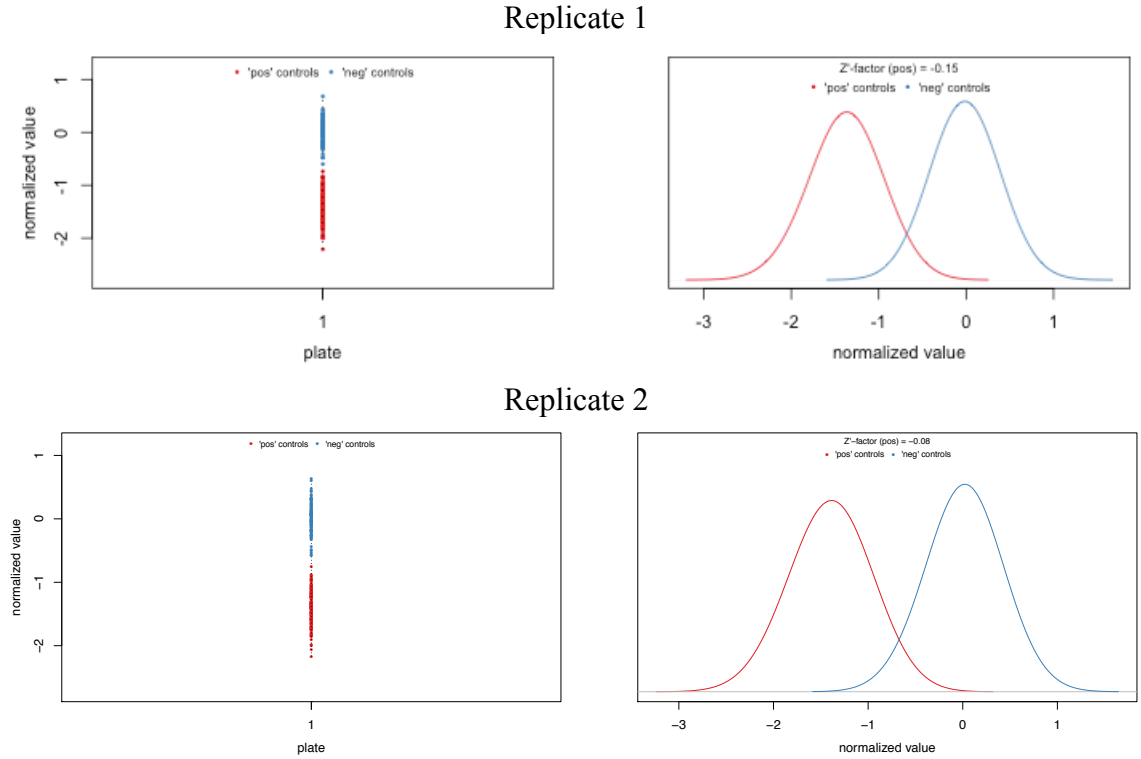 Replicate 1
'pos' controls 'neg' controls
1
0
-1
-2
normalized value
1
plate
Z'-factor (pos) = -0.15
'pos' controls 'neg' controls
-3 -2 -1 0 1
normalized value
Replicate 2
'pos' controls 'neg' controls
1
0
−1
−2
normalized value
1
plate
Z'-factor (pos) = −0.08
'pos' controls 'neg' controls
−3 −2 −1 0 1
normalized value